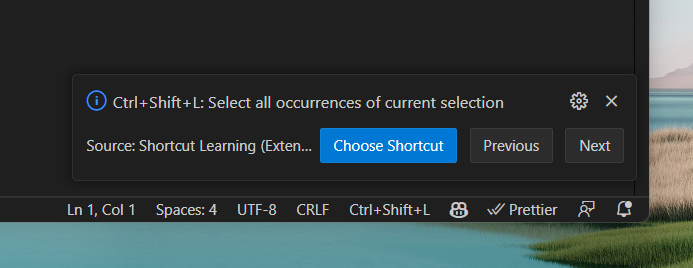 Ctrl+Shift+L: Select all occurrences of current selection
Source: Shortcut Learning (Exten... Choose Shortcut Previous Next
Ln 1, Col 1 Spaces: 4 UTF-8 CRLF Ctrl+Shift+L Prettier